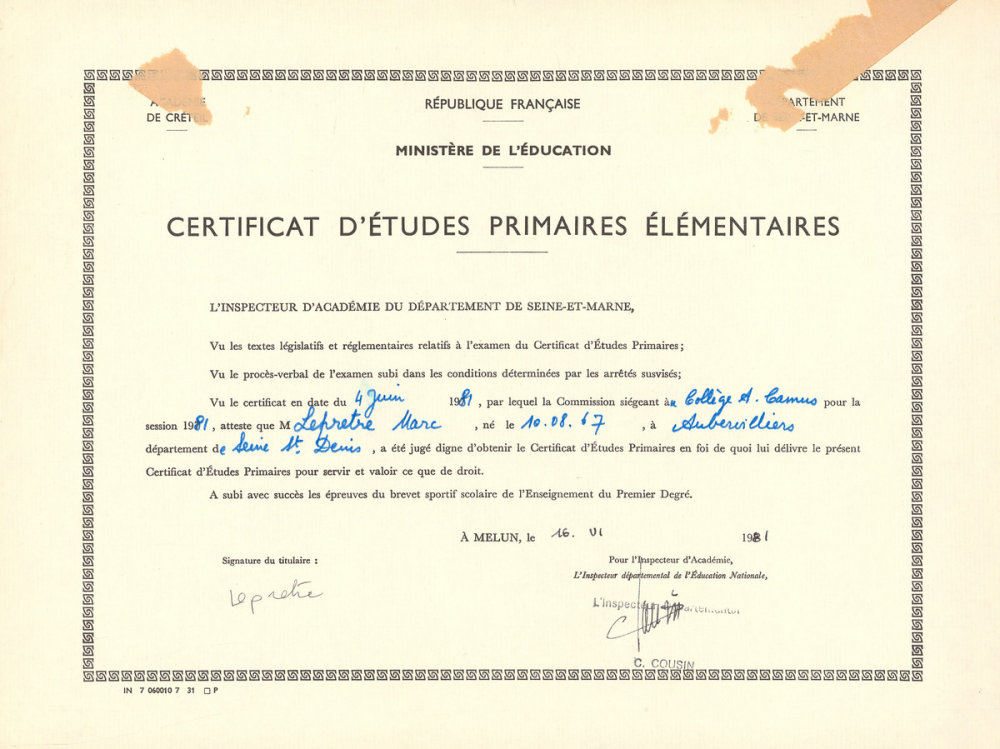 DE
RÉPUBLIQUE FRANÇAISE
DE -ET-MARNE
MINISTÈRE DE L'ÉDUCATION
CERTIFICAT D'ÉTUDES PRIMAIRES ÉLÉMENTAIRES
L'INSPECTEUR D'ACADÉMIE DU DÉPARTEMENT DE SEINE-ET-MARNE,
Vu les textes législatifs et réglementaires relatifs à l'examen du Certificat d'Études Primaires;
Vu le procès-verbal de l'examen subi dans les conditions déterminées par les arrêtés susvisés;
Vu le certificat en date du 4 Juin 1981, par lequel la Commission siégeant au Collège A. Camus pour la
session 1981, atteste que M Lepretre Marc, né le 10.08.67, à Aubervilliers
département de Seine St. Denis, a été jugé digne d'obtenir le Certificat d'Études Primaires en foi de quoi lui délivre le présent
Certificat d'Études Primaires pour servir et valoir ce que de droit.
A subi avec succès les épreuves du brevet sportif scolaire de l'Enseignement du Premier Degré.
À MELUN, le 16. VI 1981
Signature du titulaire :
Pour l'Inspecteur d'Académie,
L'Inspecteur départemental de l'Éducation Nationale,
Lepretre
L'Inspecteur départemental
C. COUSIN
IN 7 060010 7 31 □ P